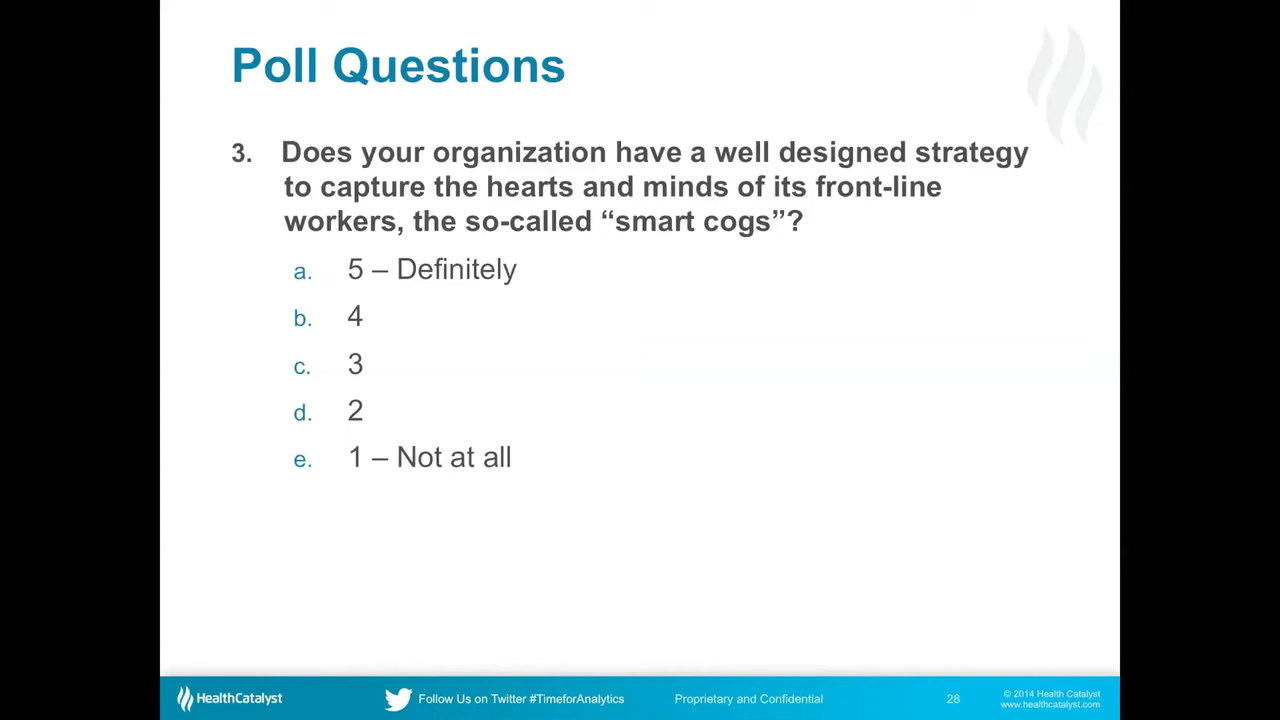 Poll Questions
3. Does your organization have a well designed strategy
to capture the hearts and minds of its front-line
workers, the so-called “smart cogs”?
a. 5 – Definitely
b. 4
c. 3
d. 2
e. 1 – Not at all
HealthCatalyst
Follow Us on Twitter #TimeforAnalytics
Proprietary and Confidential
28
© 2014 Health Catalyst
www.healthcatalyst.com